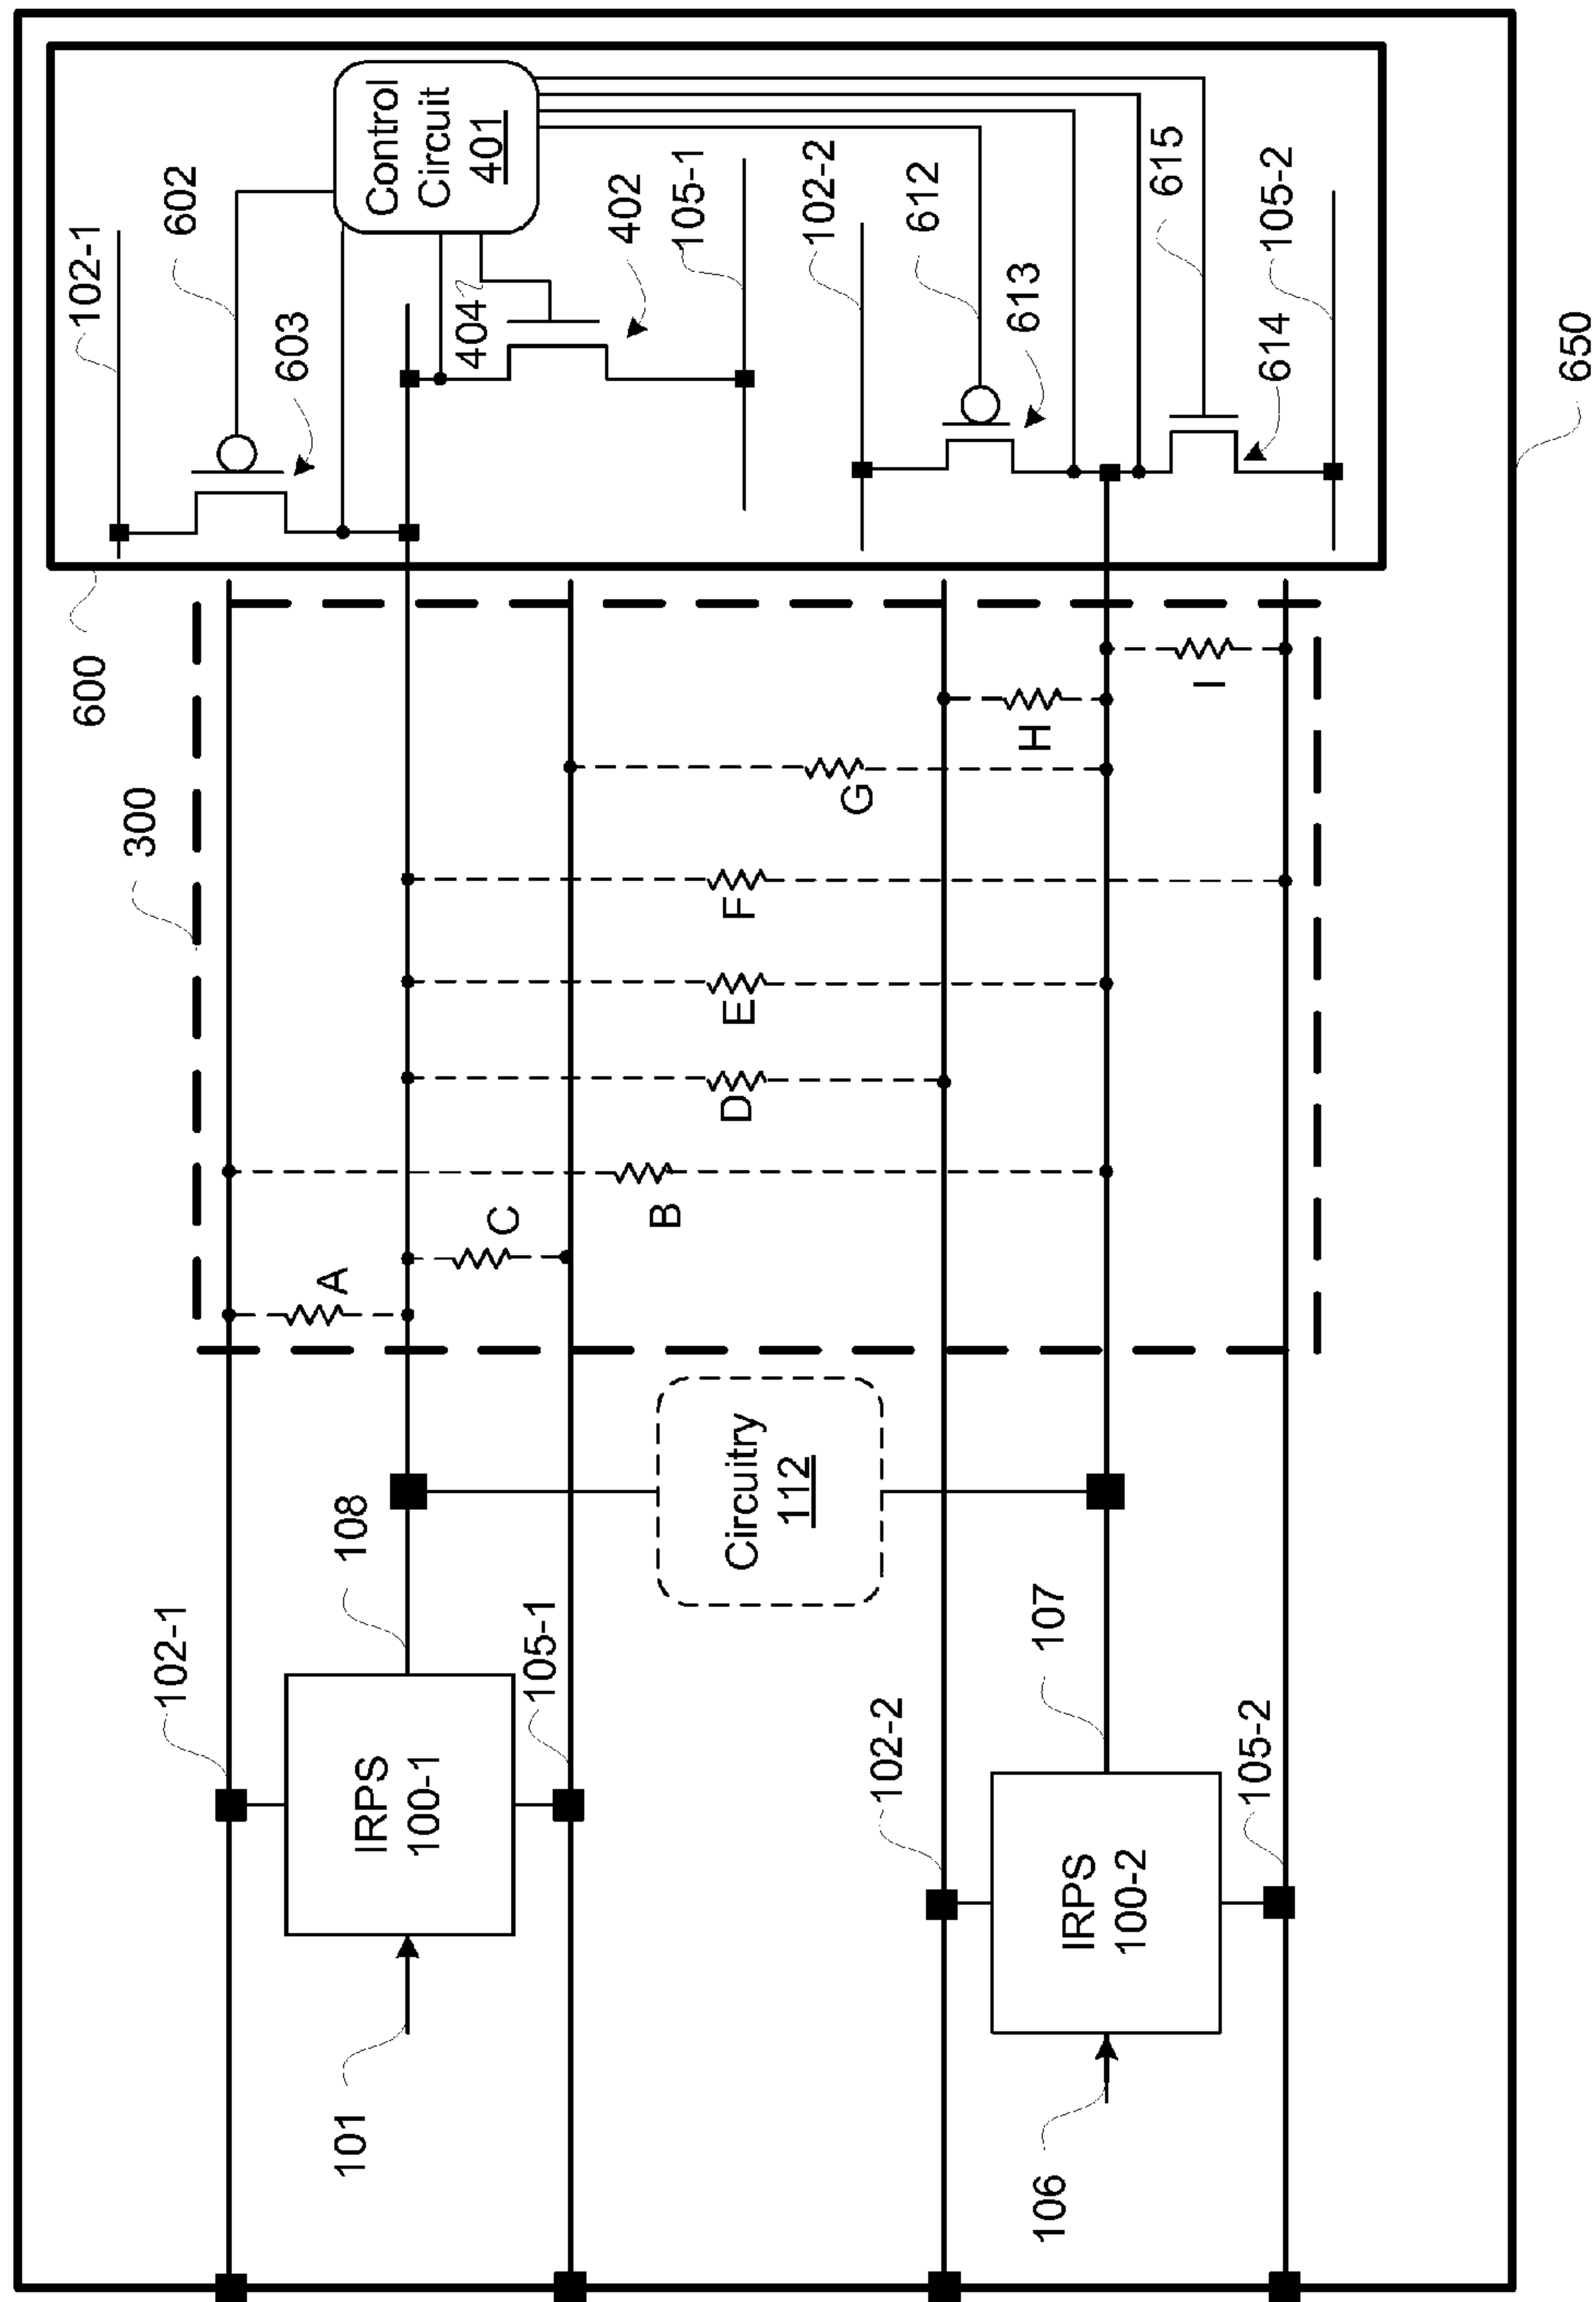 102-1
602
603
Control
Circuit
401
404
402
105-1
102-2
612
613
615
614
105-2
650
600
300
A
C
B
D
E
F
G
H
I
Circuitry
112
102-1
108
105-1
IRPS
100-1
101
102-2
107
105-2
IRPS
100-2
106